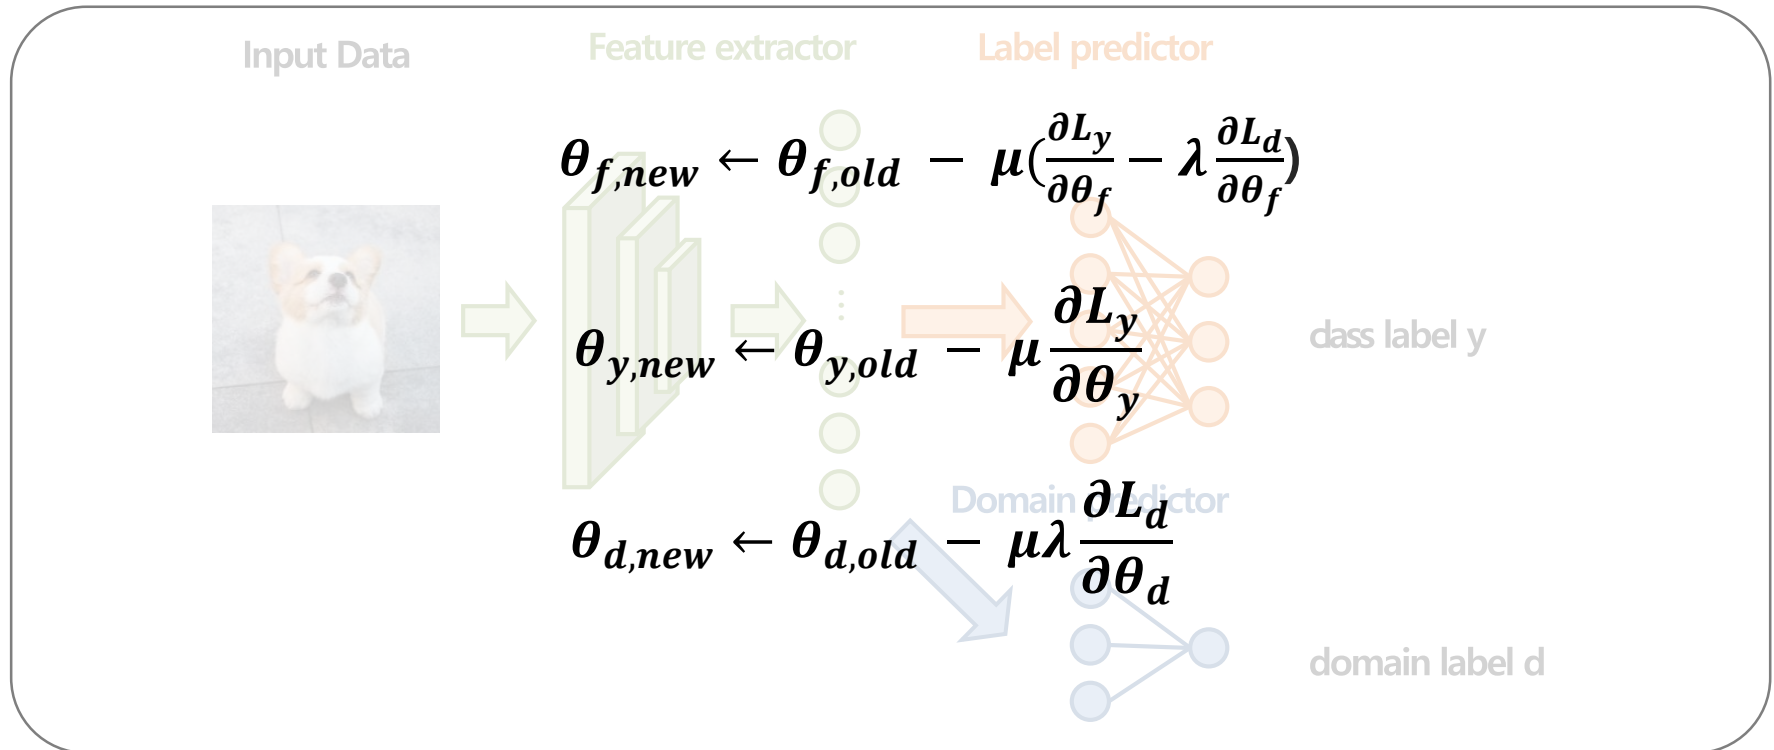 Input Data
Feature extractor
Label predictor
θ_{f,new} ← θ_{f,old} − μ(∂L_y/∂θ_f − λ ∂L_d/∂θ_f)
θ_{y,new} ← θ_{y,old} − μ ∂L_y/∂θ_y
class label y
Domain predictor
θ_{d,new} ← θ_{d,old} − μλ ∂L_d/∂θ_d
domain label d